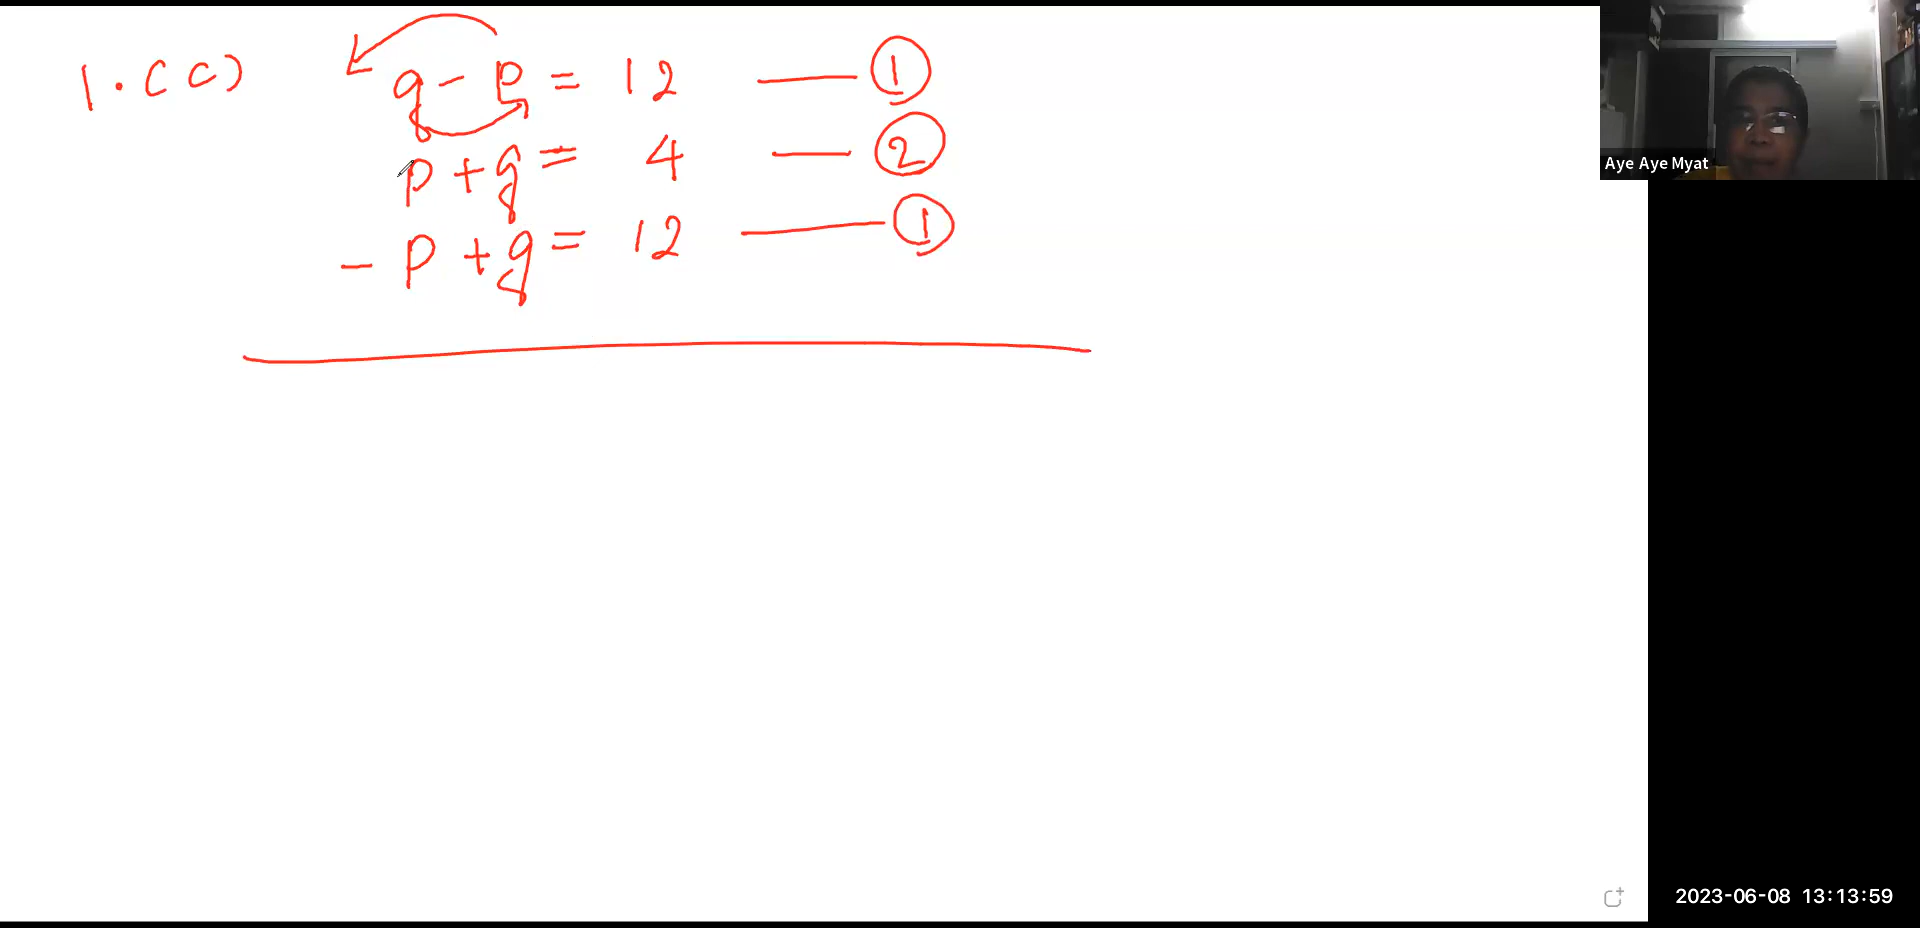 1. (c) q - p = 12 —— ①
p + q = 4 —— ②
- p + q = 12 —— ①
Aye Aye Myat
2023-06-08 13:13:59